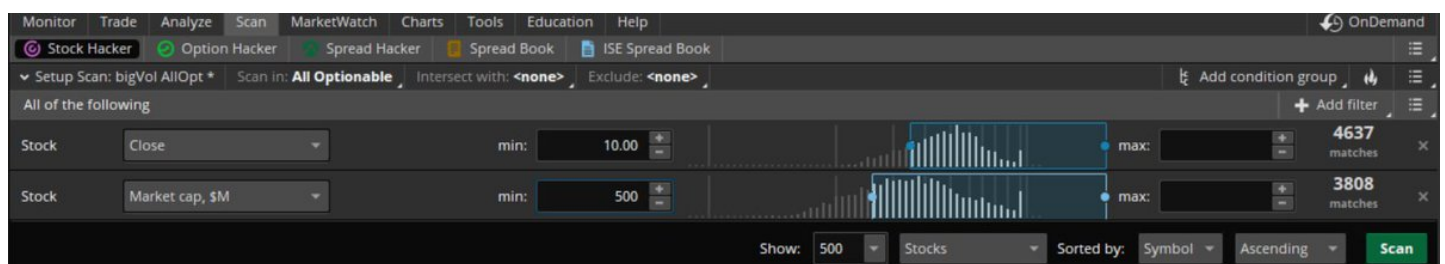 Monitor Trade Analyze Scan MarketWatch Charts Tools Education Help OnDemand
Stock Hacker Option Hacker Spread Hacker Spread Book ISE Spread Book
Setup Scan: bigVol AllOpt * Scan in: All Optionable Intersect with: <none> Exclude: <none> Add condition group
All of the following + Add filter
Stock Close min: 10.00 + - max: + - 4637 matches ×
Stock Market cap, $M min: 500 + - max: + - 3808 matches ×
Show: 500 Stocks Sorted by: Symbol Ascending Scan